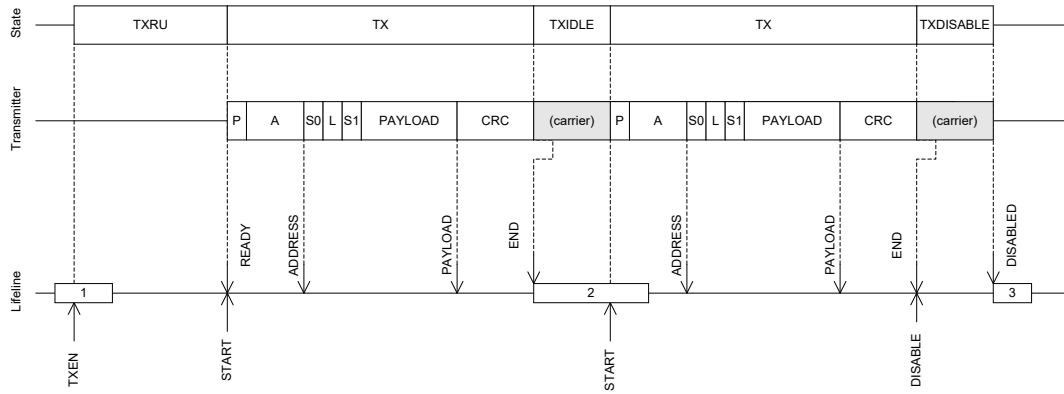 State
TXRU
TX
TXIDLE
TX
TXDISABLE
Transmitter
P
A
S0
L
S1
PAYLOAD
CRC
(carrier)
P
A
S0
L
S1
PAYLOAD
CRC
(carrier)
READY
ADDRESS
PAYLOAD
END
ADDRESS
PAYLOAD
END
DISABLED
Lifeline
1
2
3
TXEN
START
START
DISABLE